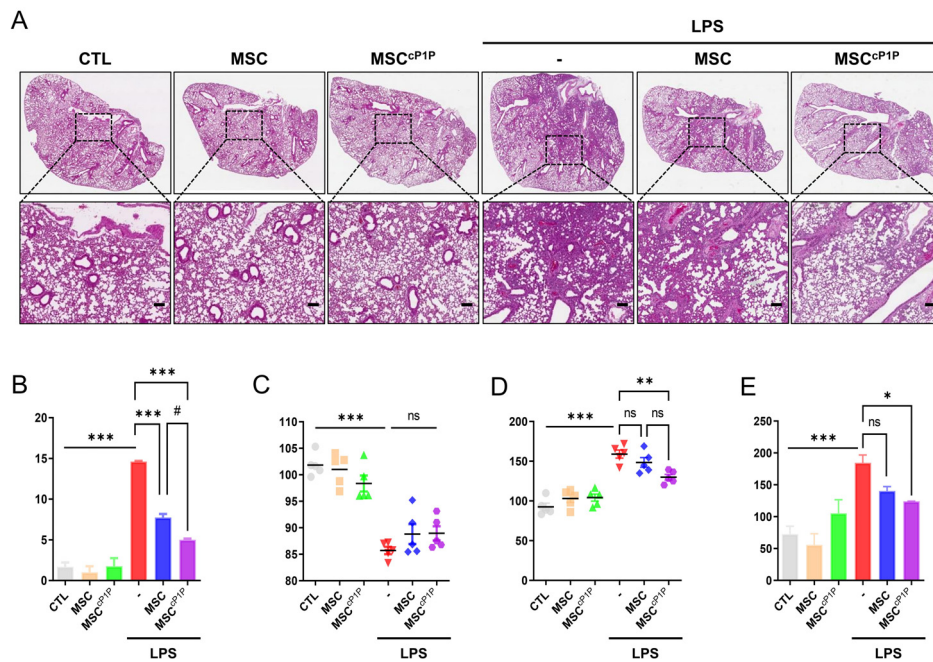 A
LPS
CTL MSC MSCcP1P - MSC MSCcP1P
B C D E
***
*** #
***
20
15
10
5
0
CTL MSC MSCcP1P - MSC MSCcP1P
LPS
*** ns
110
105
100
95
90
85
80
CTL MSC MSCcP1P - MSC MSCcP1P
LPS
**
*** ns ns
200
150
100
50
0
CTL MSC MSCcP1P - MSC MSCcP1P
LPS
*
*** ns
250
200
150
100
50
0
CTL MSC MSCcP1P - MSC MSCcP1P
LPS